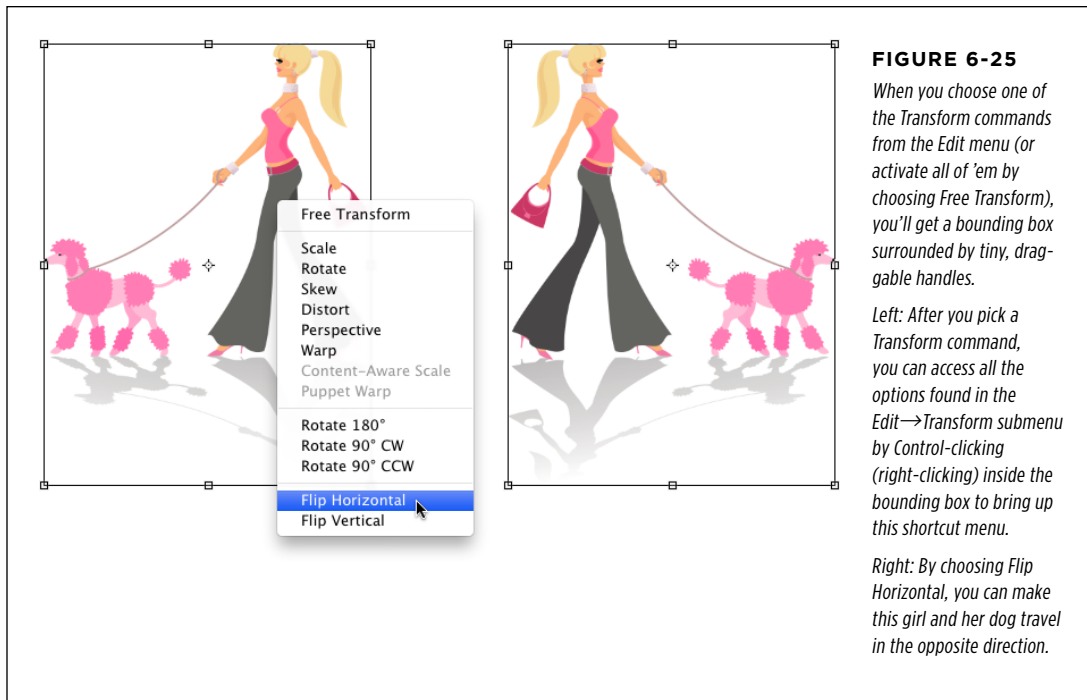 Free Transform
Scale
Rotate
Skew
Distort
Perspective
Warp
Content-Aware Scale
Puppet Warp
Rotate 180°
Rotate 90° CW
Rotate 90° CCW
Flip Horizontal
Flip Vertical
FIGURE 6-25
When you choose one of
the Transform commands
from the Edit menu (or
activate all of ’em by
choosing Free Transform),
you’ll get a bounding box
surrounded by tiny, drag-
gable handles.
Left: After you pick a
Transform command,
you can access all the
options found in the
Edit→Transform submenu
by Control-clicking
(right-clicking) inside the
bounding box to bring up
this shortcut menu.
Right: By choosing Flip
Horizontal, you can make
this girl and her dog travel
in the opposite direction.